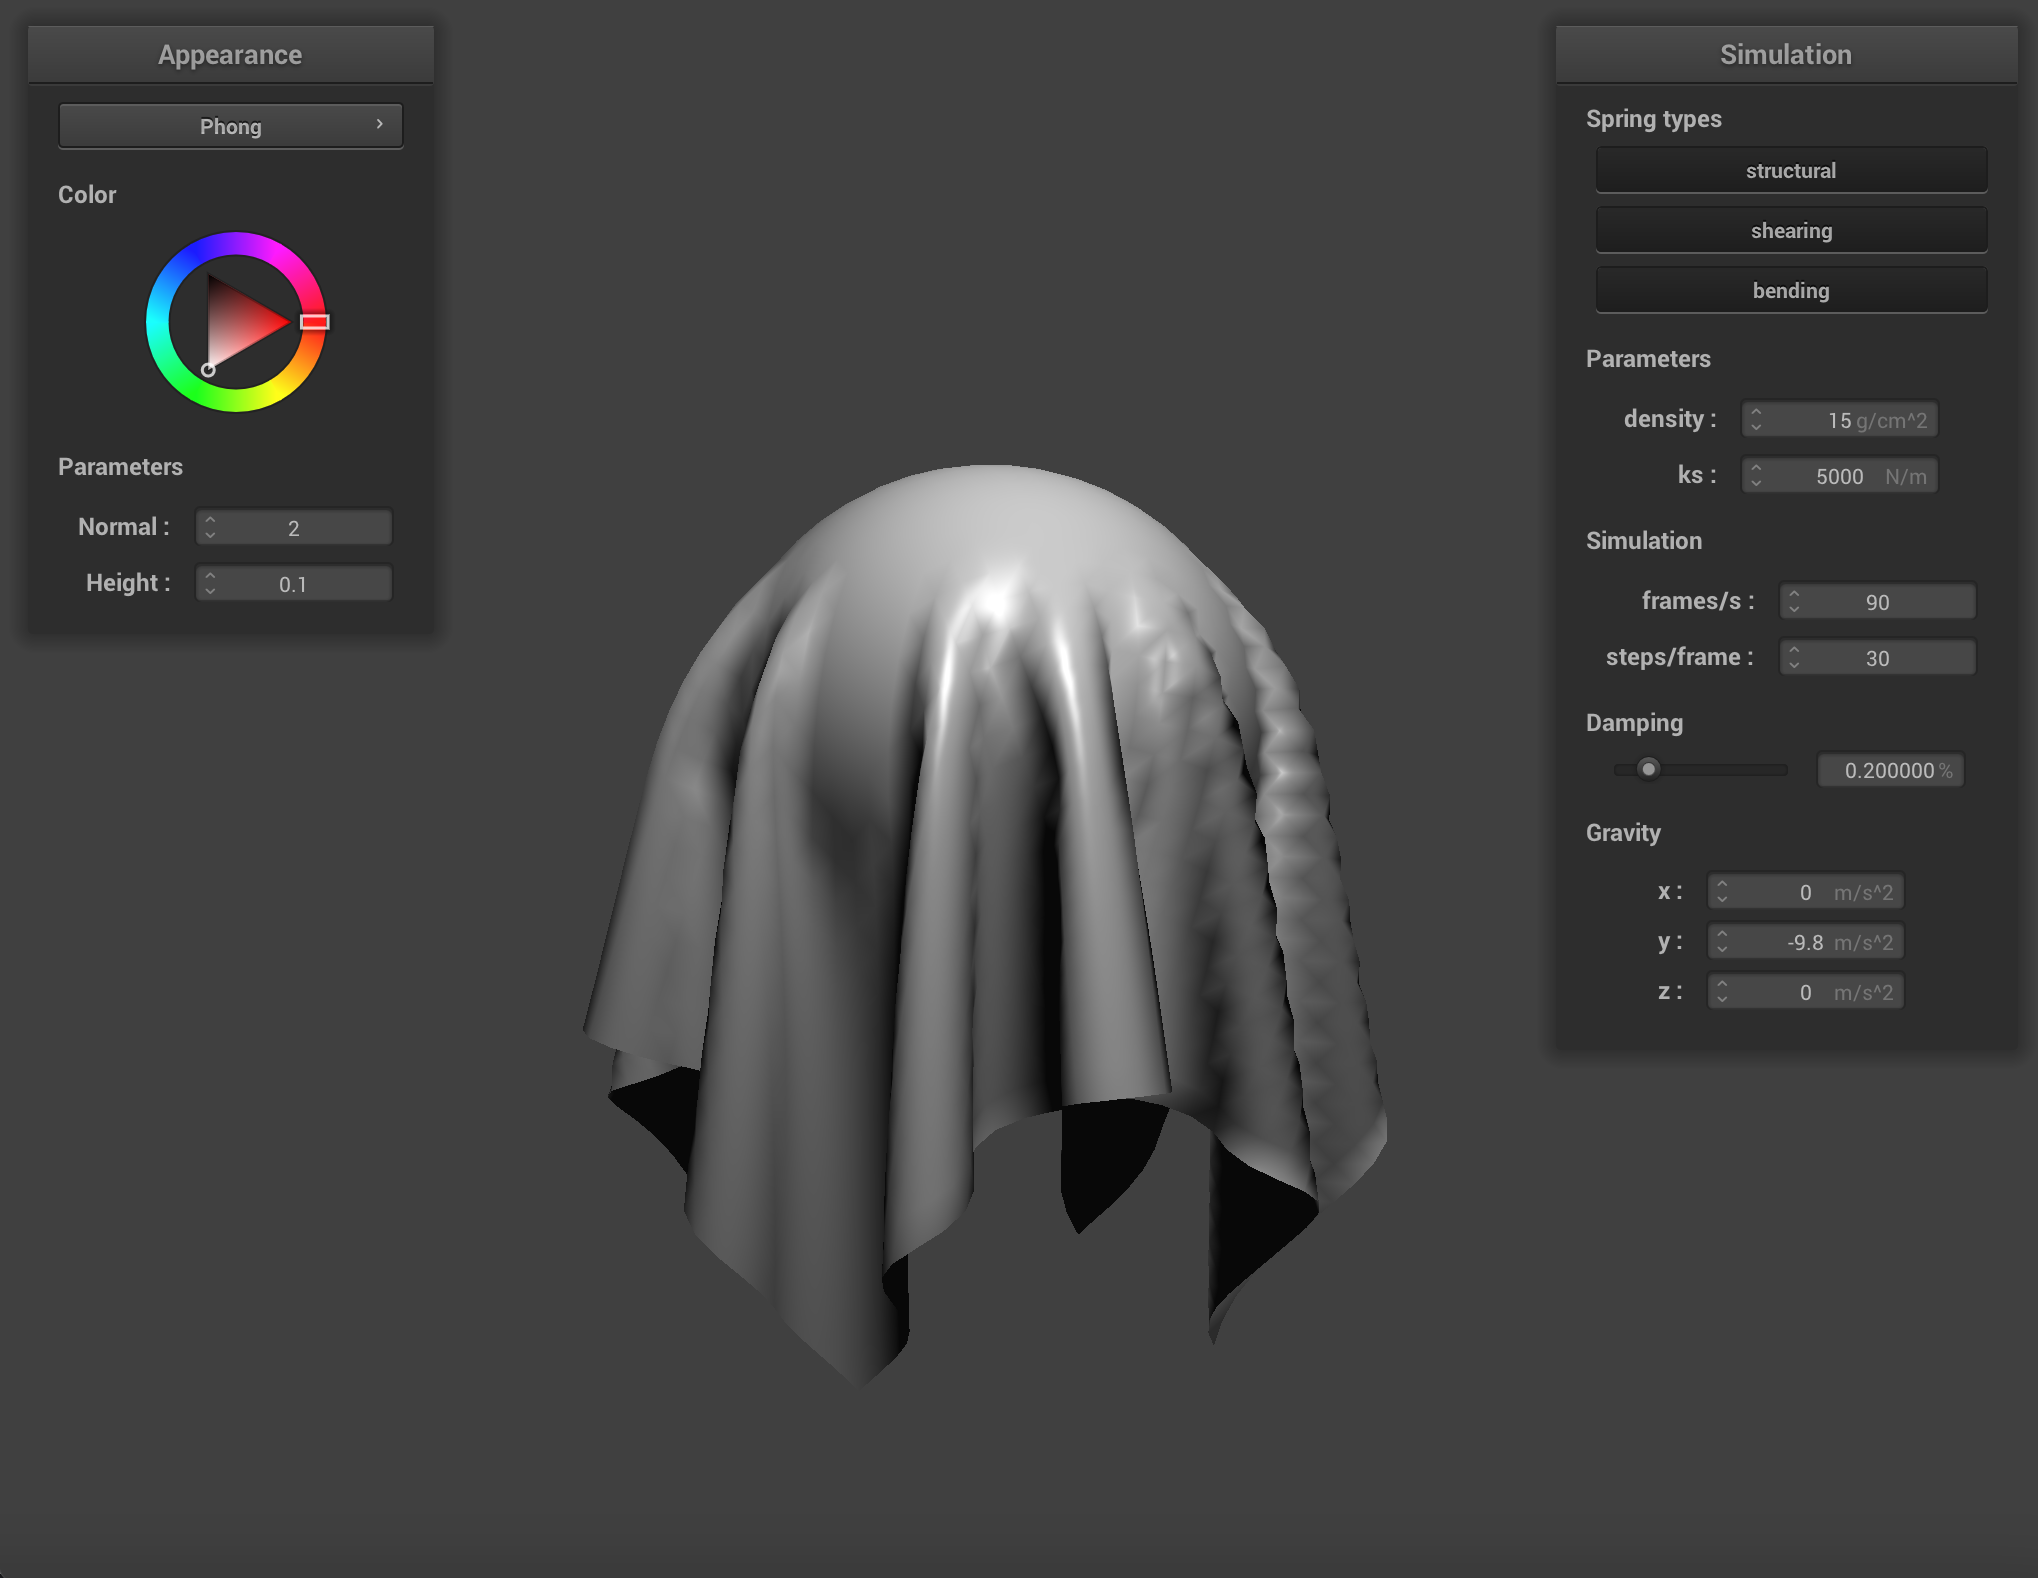 Appearance
Phong
Color
Parameters
Normal : 2
Height : 0.1
Simulation
Spring types
structural
shearing
bending
Parameters
density : 15 g/cm^2
ks : 5000 N/m
Simulation
frames/s : 90
steps/frame : 30
Damping
0.200000 %
Gravity
x : 0 m/s^2
y : -9.8 m/s^2
z : 0 m/s^2